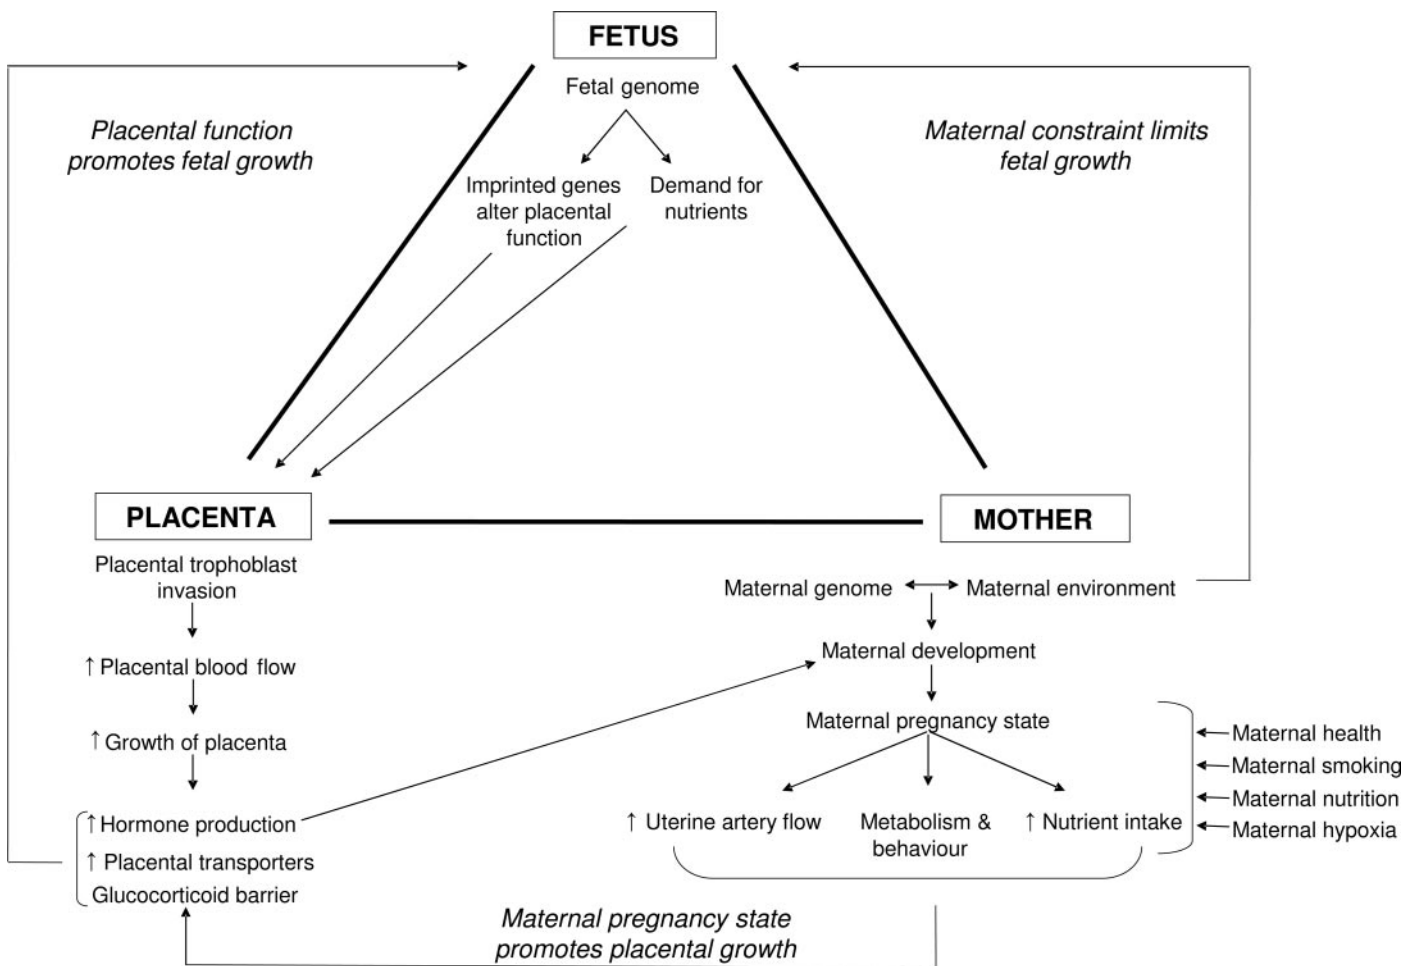 FETUS
Fetal genome
Placental function
promotes fetal growth
Maternal constraint limits
fetal growth
Imprinted genes
alter placental
function
Demand for
nutrients
PLACENTA
MOTHER
Placental trophoblast
invasion
↑ Placental blood flow
↑ Growth of placenta
↑ Hormone production
↑ Placental transporters
Glucocorticoid barrier
Maternal genome
Maternal environment
Maternal development
Maternal pregnancy state
↑ Uterine artery flow
Metabolism &
behaviour
↑ Nutrient intake
Maternal health
Maternal smoking
Maternal nutrition
Maternal hypoxia
Maternal pregnancy state
promotes placental growth